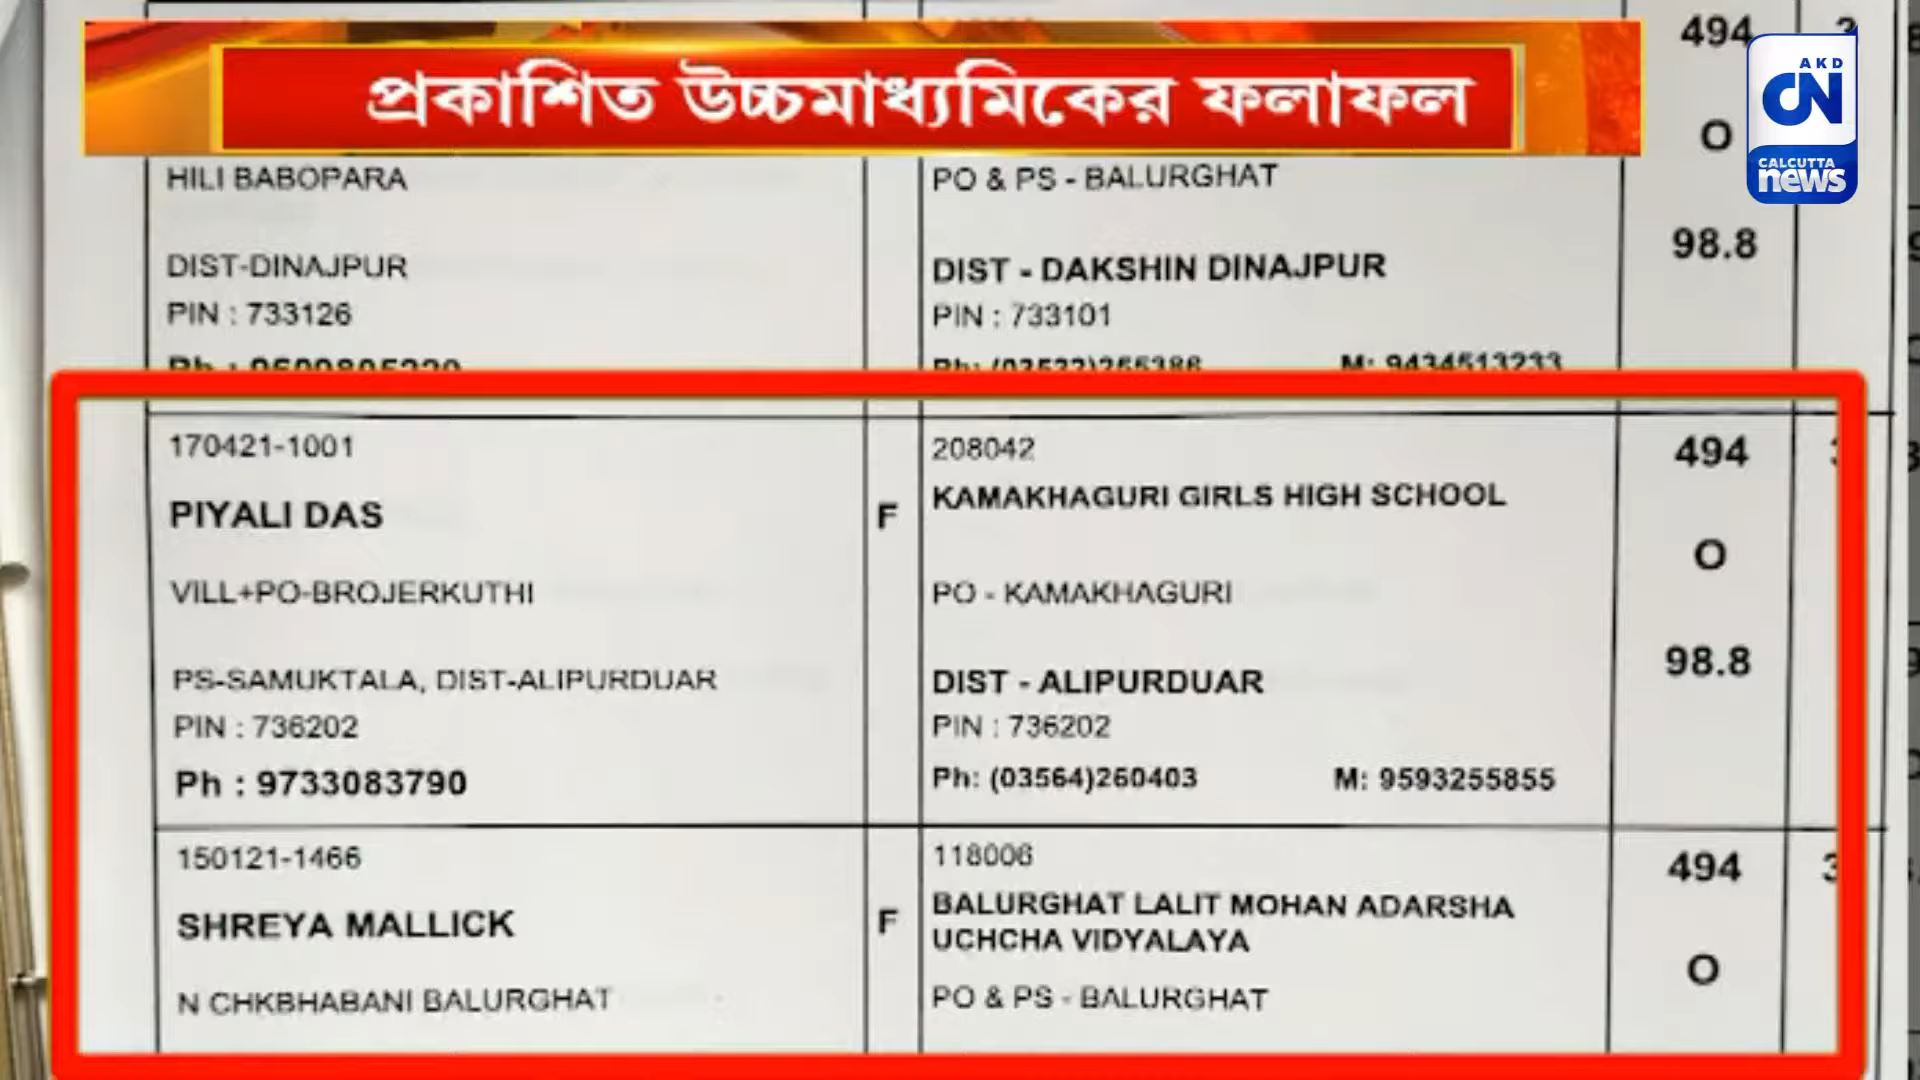 প্রকাশিত উচ্চমাধ্যমিকের ফলাফল
AKD
CN
CALCUTTA
news
494
O
98.8
HILI BABOPARA
DIST-DINAJPUR
PIN : 733126
PO & PS - BALURGHAT
DIST - DAKSHIN DINAJPUR
PIN : 733101
Ph: (03522)255386 M: 9434513233
170421-1001
PIYALI DAS
VILL+PO-BROJERKUTHI
PS-SAMUKTALA, DIST-ALIPURDUAR
PIN : 736202
Ph : 9733083790
F
208042
KAMAKHAGURI GIRLS HIGH SCHOOL
PO - KAMAKHAGURI
DIST - ALIPURDUAR
PIN : 736202
Ph: (03564)260403 M: 9593255855
494
O
98.8
150121-1466
SHREYA MALLICK
N CHKBHABANI BALURGHAT
F
118006
BALURGHAT LALIT MOHAN ADARSHA
UCHCHA VIDYALAYA
PO & PS - BALURGHAT
494
O